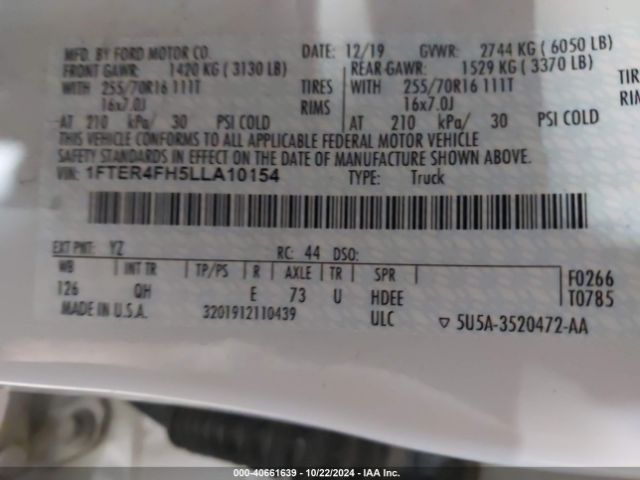 MFD. BY FORD MOTOR CO. DATE: 12/19 GVWR: 2744 KG ( 6050 LB)
FRONT GAWR: 1420 KG ( 3130 LB) REAR GAWR: 1529 KG ( 3370 LB)
WITH 255/70R16 111T TIRES WITH 255/70R16 111T TIR
16x7.0J RIMS 16x7.0J RIM
AT 210 kPa/ 30 PSI COLD AT 210 kPa/ 30 PSI COLD
THIS VEHICLE CONFORMS TO ALL APPLICABLE FEDERAL MOTOR VEHICLE
SAFETY STANDARDS IN EFFECT ON THE DATE OF MANUFACTURE SHOWN ABOVE.
VIN: 1FTER4FH5LLA10154 TYPE: Truck
EXT PNT: YZ RC: 44 DSO:
WB INT TR TP/PS R AXLE TR SPR F0266
126 QH E 73 U HDEE T0785
MADE IN U.S.A. 3201912110439 ULC ▽ 5U5A-3520472-AA
000-40661639 - 10/22/2024 - IAA Inc.